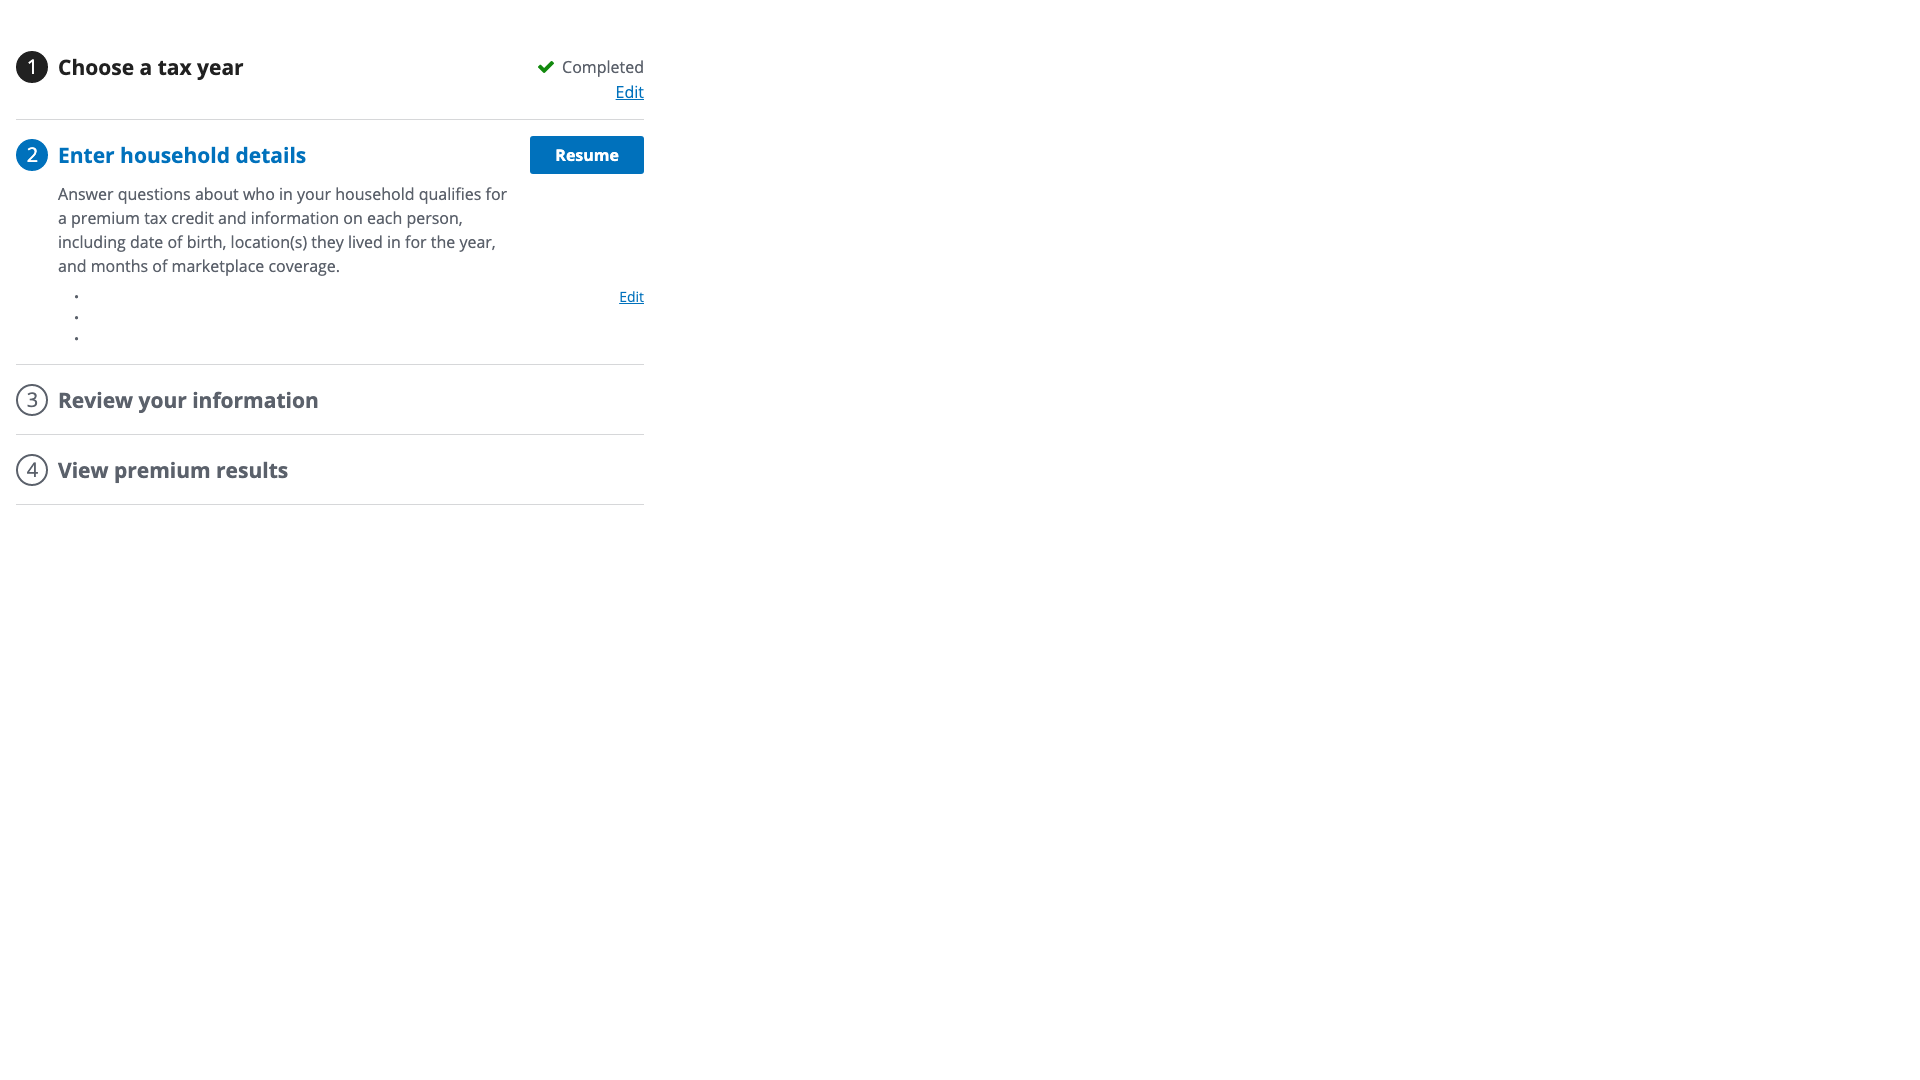 1 Choose a tax year
Completed
Edit
2 Enter household details
Resume
Answer questions about who in your household qualifies for
a premium tax credit and information on each person,
including date of birth, location(s) they lived in for the year,
and months of marketplace coverage.
Edit
3 Review your information
4 View premium results